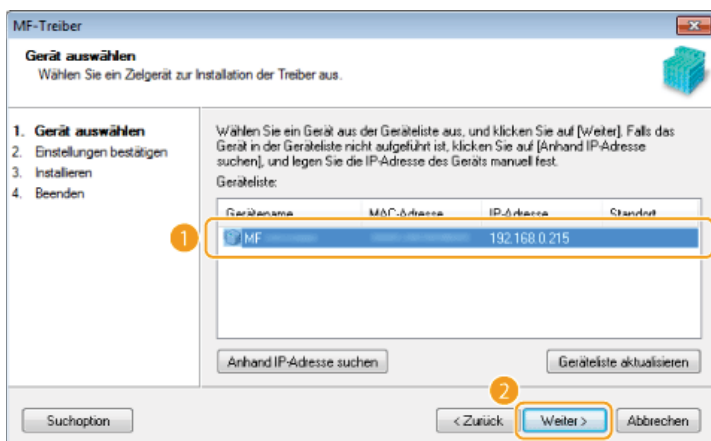 MF-Treiber
Gerät auswählen
Wählen Sie ein Zielgerät zur Installation der Treiber aus.
1. Gerät auswählen
2. Einstellungen bestätigen
3. Installieren
4. Beenden
Wählen Sie ein Gerät aus der Geräteliste aus, und klicken Sie auf [Weiter]. Falls das
Gerät in der Geräteliste nicht aufgeführt ist, klicken Sie auf [Anhand IP-Adresse
suchen], und legen Sie die IP-Adresse des Geräts manuell fest.
Geräteliste:
Gerätename MAC-Adresse IP-Adresse Standort
1 MF 192.168.0.215
Anhand IP-Adresse suchen Geräteliste aktualisieren
2
Suchoption < Zurück Weiter > Abbrechen